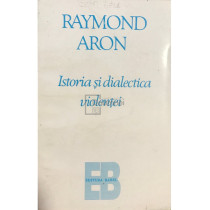 RAYMOND
ARON
Istoria și dialectica
violenței
EB